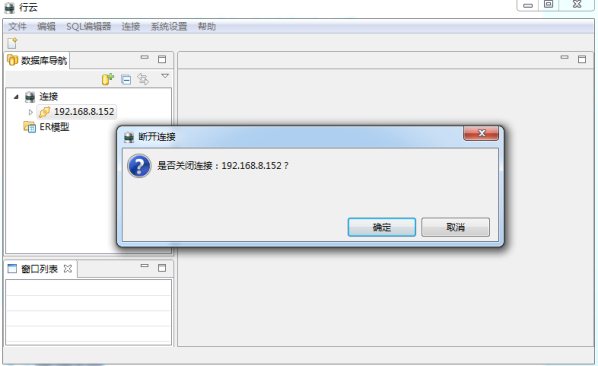 行云
文件 编辑 SQL编辑器 连接 系统设置 帮助
数据库导航
连接
192.168.8.152
ER模型
断开连接
是否关闭连接：192.168.8.152？
确定 取消
窗口列表